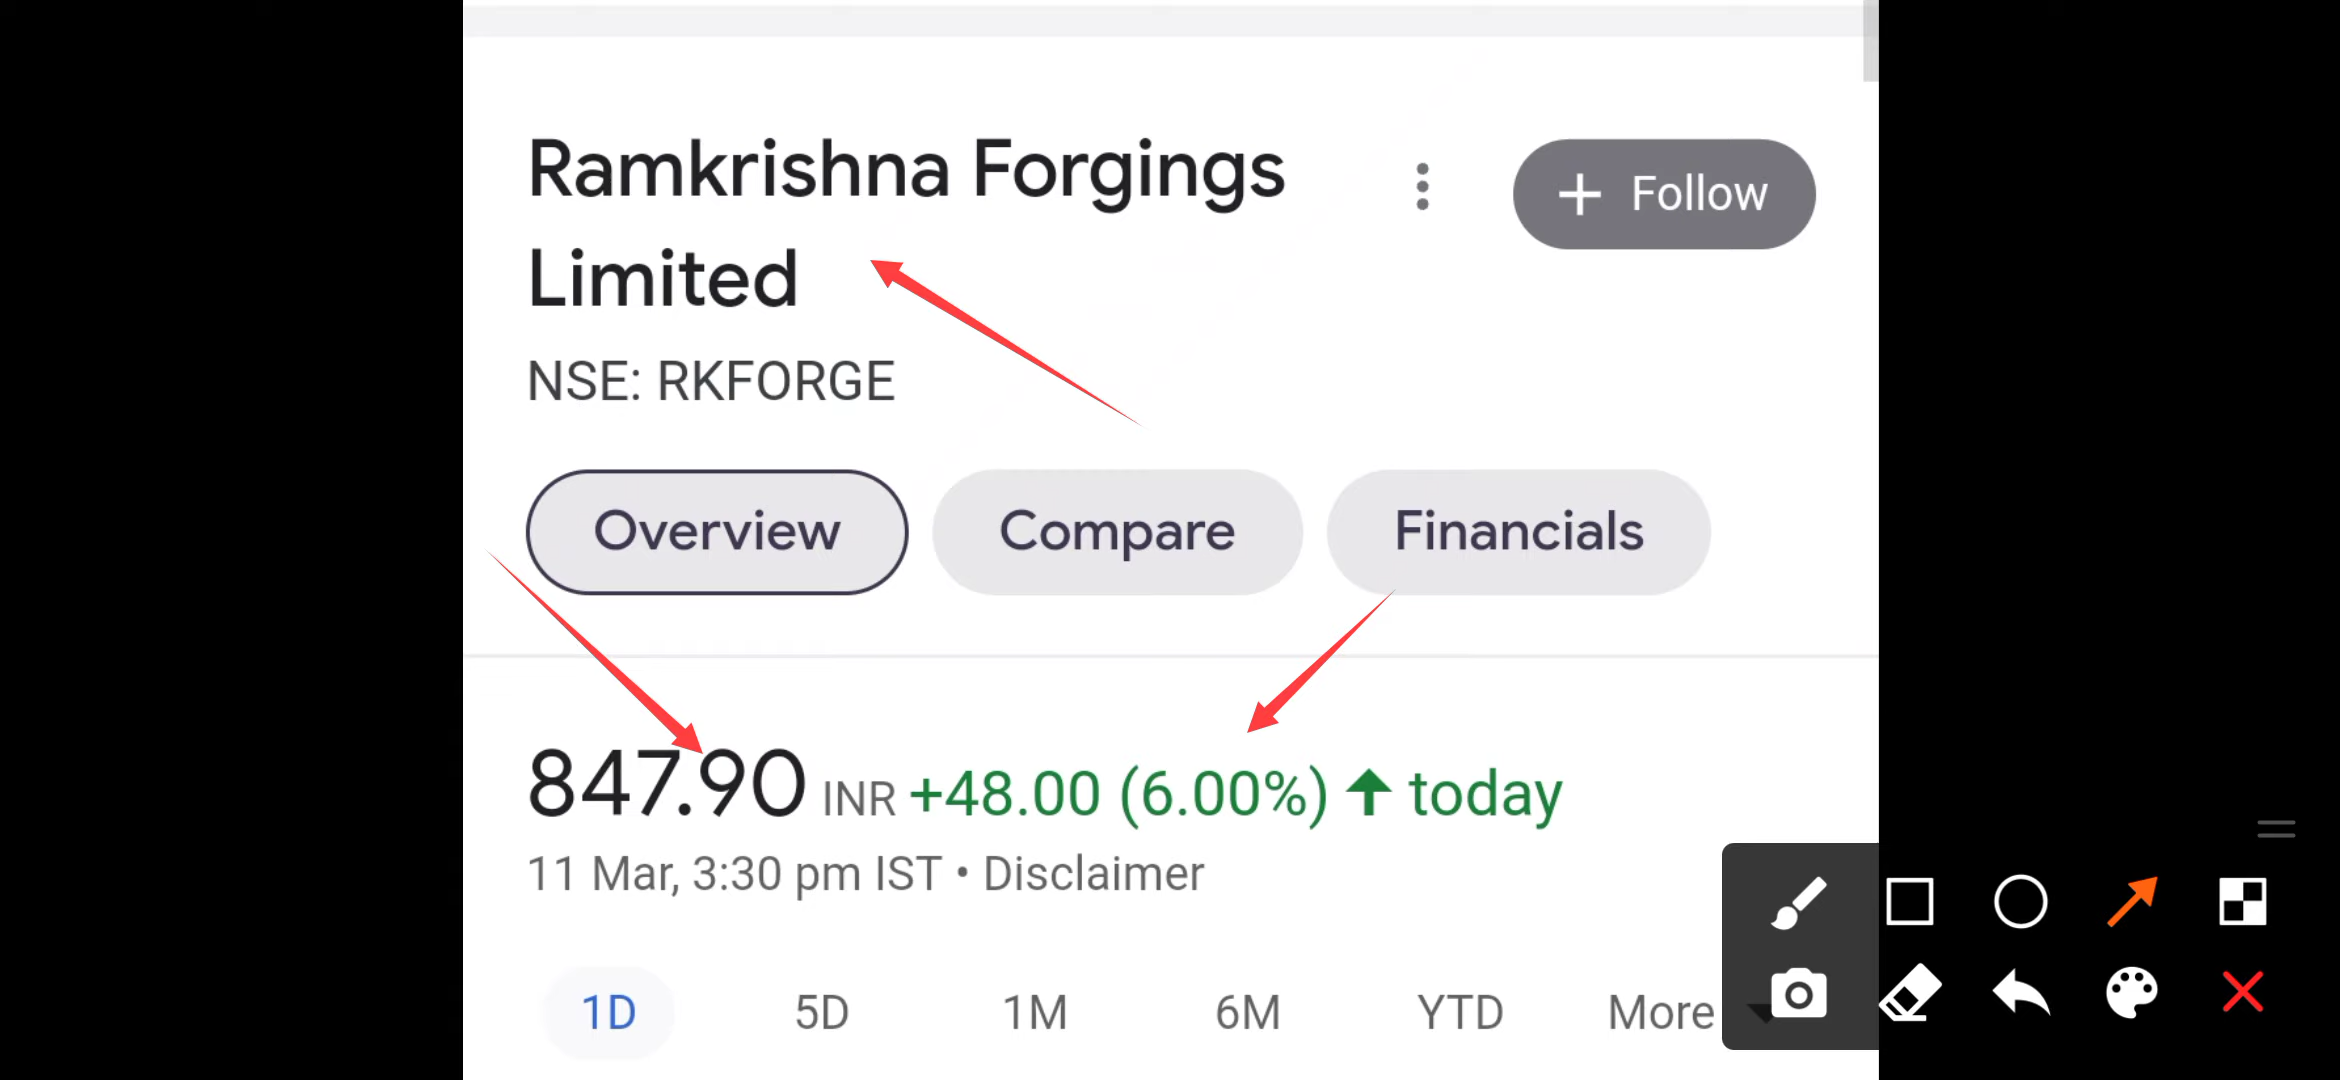 Ramkrishna Forgings
Limited
+ Follow
NSE: RKFORGE
Overview Compare Financials
847.90 INR +48.00 (6.00%) ↑ today
11 Mar, 3:30 pm IST • Disclaimer
1D 5D 1M 6M YTD More